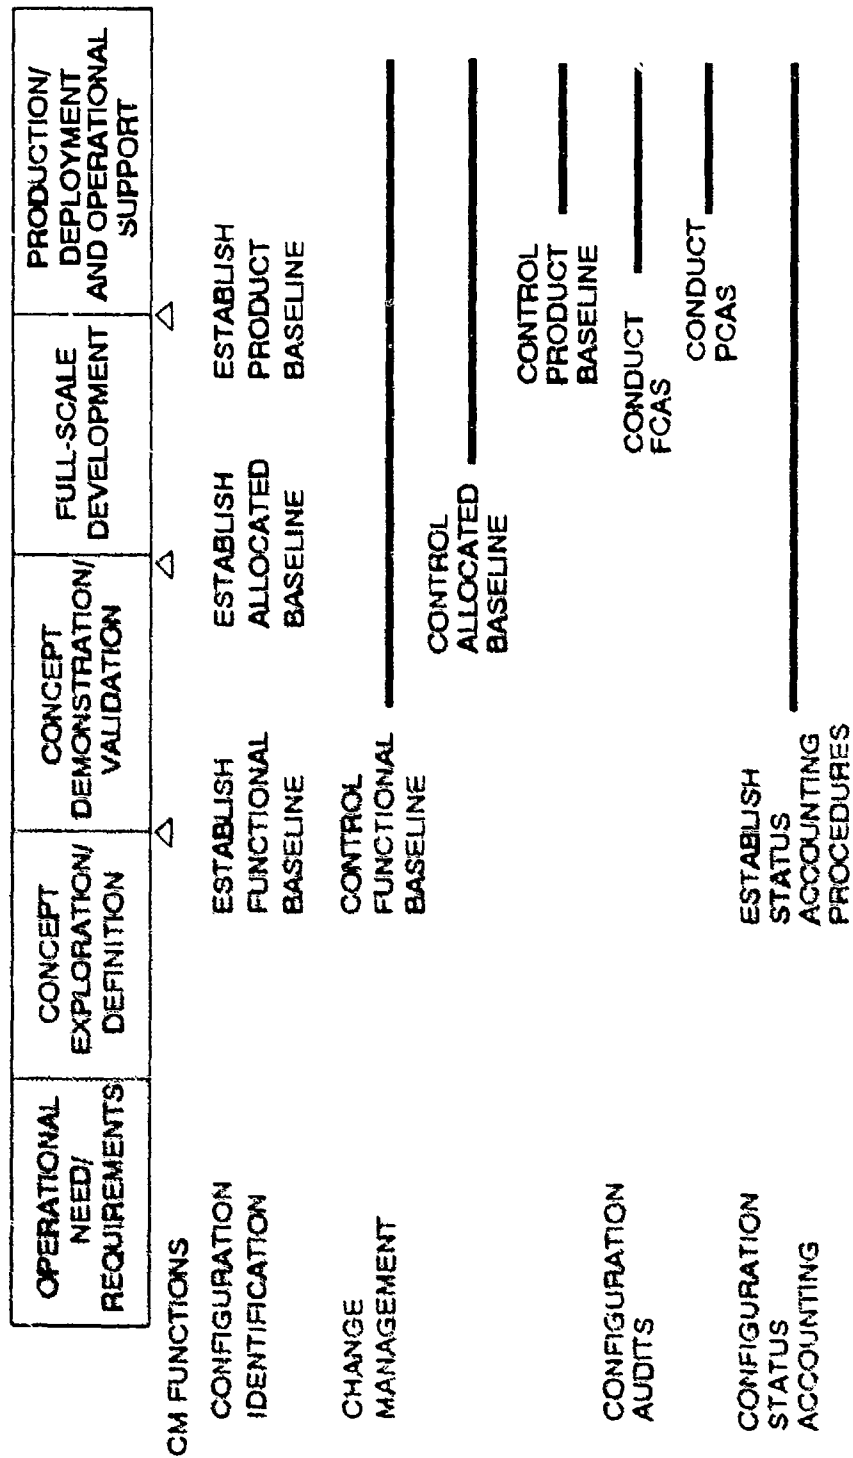 OPERATIONAL
NEED/
REQUIREMENTS
CONCEPT
EXPLORATION/
DEFINITION
CONCEPT
DEMONSTRATION/
VALIDATION
FULL-SCALE
DEVELOPMENT
PRODUCTION/
DEPLOYMENT
AND OPERATIONAL
SUPPORT
CM FUNCTIONS
CONFIGURATION
IDENTIFICATION
ESTABLISH
FUNCTIONAL
BASELINE
ESTABLISH
ALLOCATED
BASELINE
ESTABLISH
PRODUCT
BASELINE
CHANGE
MANAGEMENT
CONTROL
FUNCTIONAL
BASELINE
CONTROL
ALLOCATED
BASELINE
CONTROL
PRODUCT
BASELINE
CONFIGURATION
AUDITS
CONDUCT
FCAS
CONDUCT
PCAS
CONFIGURATION
STATUS
ACCOUNTING
ESTABLISH
STATUS
ACCOUNTING
PROCEDURES